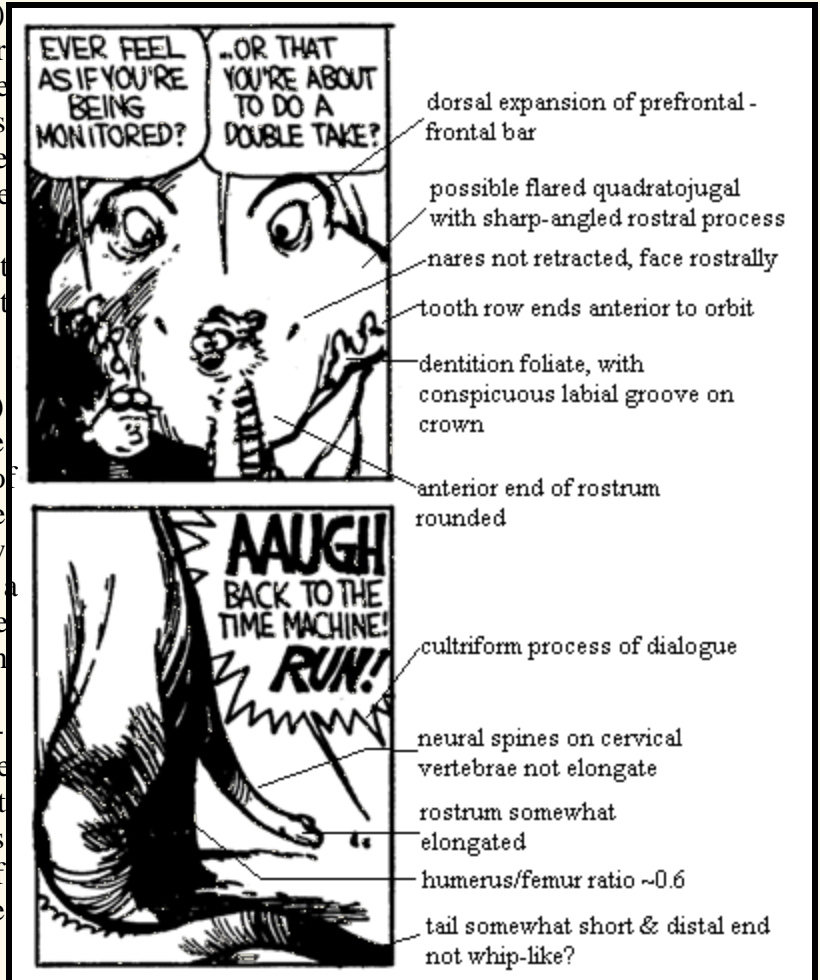 EVER FEEL
AS IF YOU'RE
BEING
MONITORED?
...OR THAT
YOU'RE ABOUT
TO DO A
DOUBLE TAKE?
dorsal expansion of prefrontal -
frontal bar
possible flared quadratojugal
with sharp-angled rostral process
nares not retracted, face rostrally
tooth row ends anterior to orbit
dentition foliate, with
conspicuous labial groove on
crown
anterior end of rostrum
rounded
AAUGH
BACK TO THE
TIME MACHINE!
RUN!
cultriform process of dialogue
neural spines on cervical
vertebrae not elongate
rostrum somewhat
elongated
humerus/femur ratio ~0.6
tail somewhat short & distal end
not whip-like?